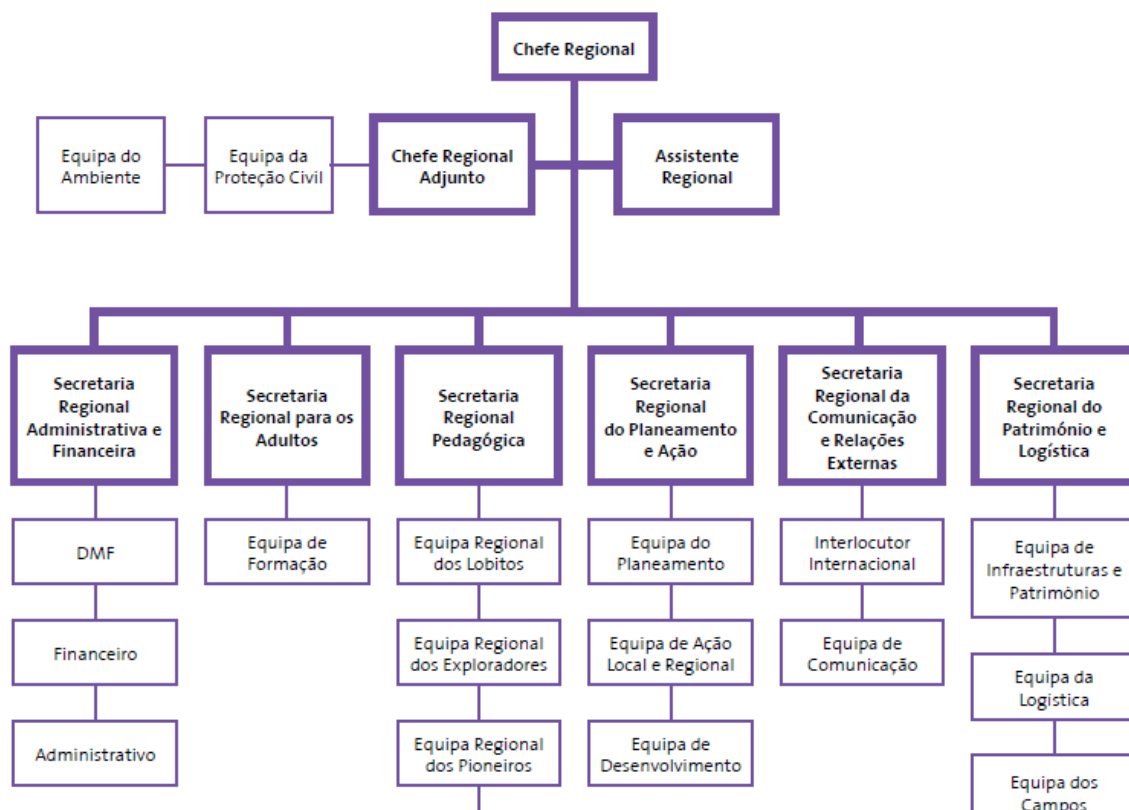 Chefe Regional
Equipa do
Ambiente
Equipa da
Proteção Civil
Chefe Regional
Adjunto
Assistente
Regional
Secretaria
Regional
Administrativa e
Financeira
Secretaria
Regional para os
Adultos
Secretaria
Regional
Pedagógica
Secretaria
Regional
do Planeamento
e Ação
Secretaria
Regional da
Comunicação
e Relações
Externas
Secretaria
Regional do
Património e
Logística
DMF
Financeiro
Administrativo
Equipa de
Formação
Equipa Regional
dos Lobitos
Equipa Regional
dos Exploradores
Equipa Regional
dos Pioneiros
Equipa do
Planeamento
Equipa de Ação
Local e Regional
Equipa de
Desenvolvimento
Interlocutor
Internacional
Equipa de
Comunicação
Equipa de
Infraestruturas e
Património
Equipa da
Logística
Equipa dos
Campos